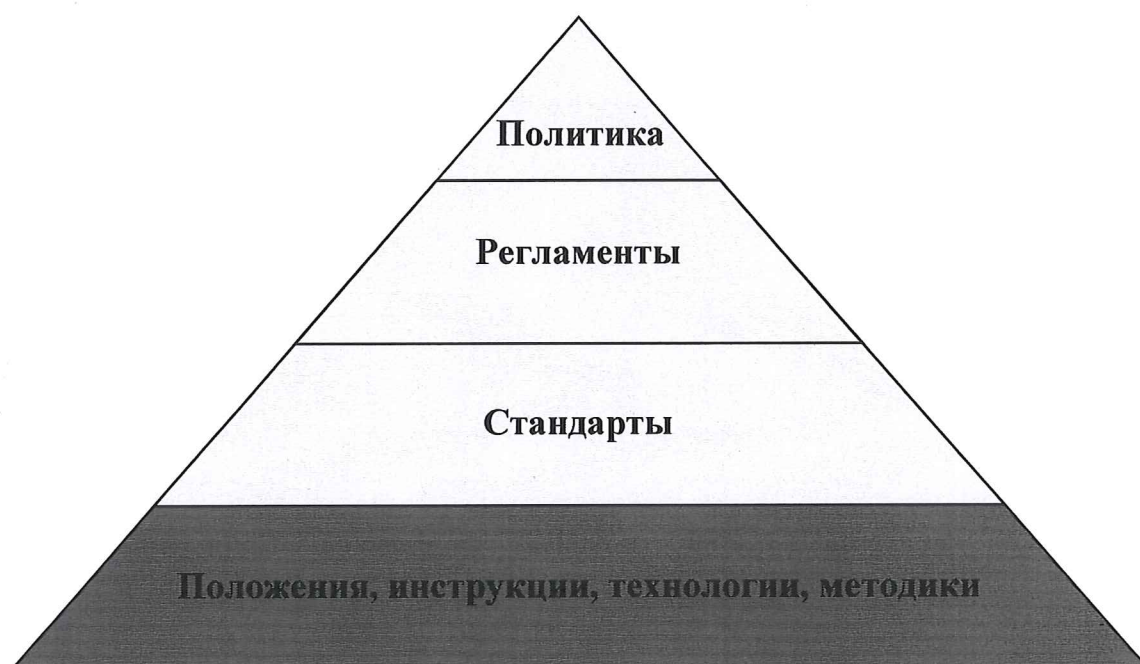 Политика
Регламенты
Стандарты
Положения, инструкции, технологии, методики